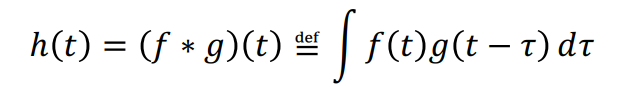 h(t) = (f * g)(t) ≝ ∫ f(t)g(t − τ) dτ